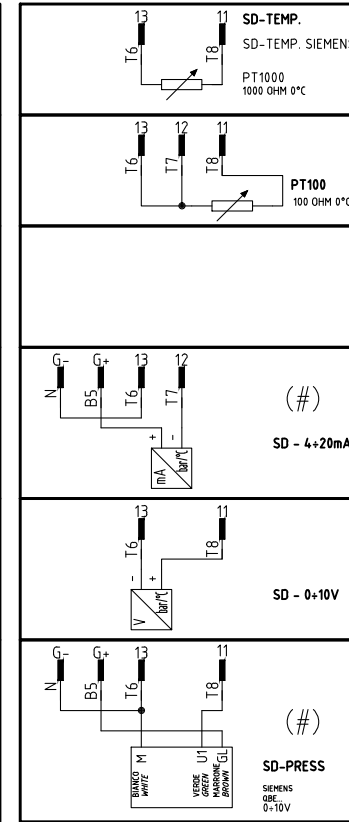 13
11
SD-TEMP.
T6
T8
SD-TEMP. SIEMENS
PT1000
1000 OHM 0°C
13
12
11
T6
T7
T8
PT100
100 OHM 0°C
G-
G+
13
12
N
B5
T6
T7
(#)
+
-
mA
bar/°C
SD - 4÷20mA
13
11
T6
T8
-
+
V
bar/°C
SD - 0÷10V
G-
G+
13
11
N
B5
T6
T8
(#)
M
U1
GL
BIANCO
WHITE
VERDE
GREEN
MARRONE
BROWN
SD-PRESS
SIEMENS
QBE...
0÷10V